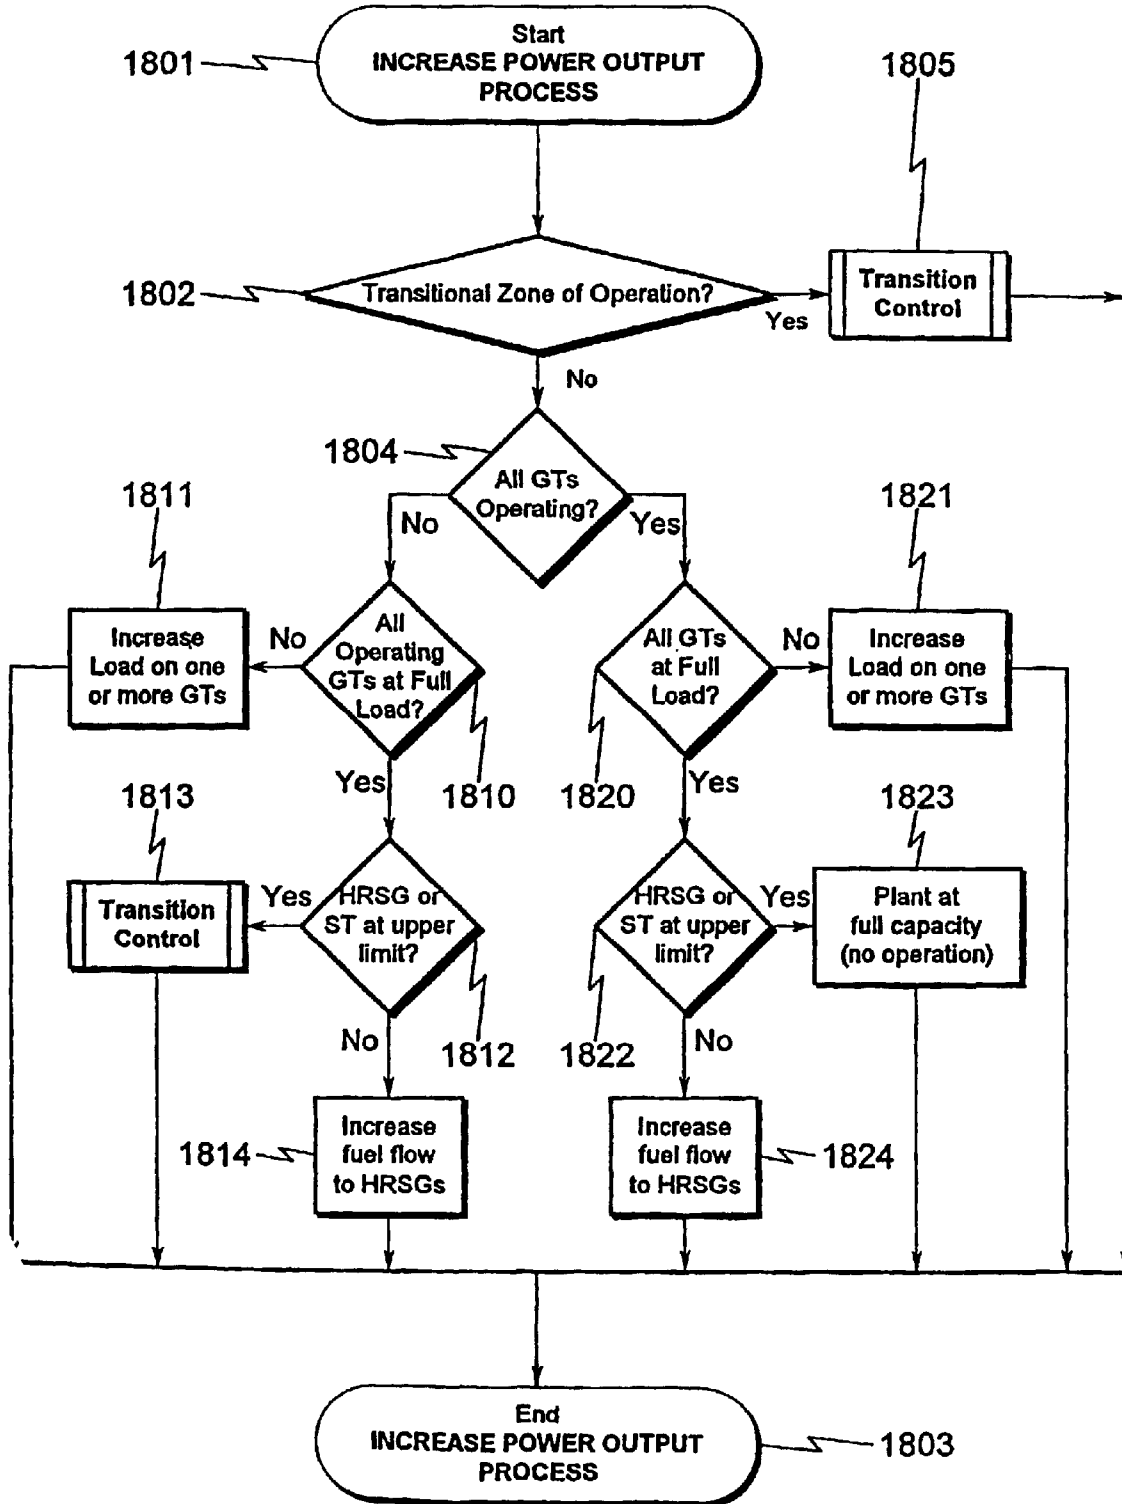 Start
INCREASE POWER OUTPUT
PROCESS
1801
1805
1802
Transitional Zone of Operation?
Yes
Transition
Control
No
1804
All GTs
Operating?
No
Yes
1811
1821
Increase
Load on one
or more GTs
No
All
Operating
GTs at Full
Load?
All GTs
at Full
Load?
No
Increase
Load on one
or more GTs
1810
1820
Yes
Yes
1813
1823
Transition
Control
Yes
HRSG or
ST at upper
limit?
HRSG or
ST at upper
limit?
Yes
Plant at
full capacity
(no operation)
No
1812
1822
No
1814
Increase
fuel flow
to HRSGs
Increase
fuel flow
to HRSGs
1824
End
INCREASE POWER OUTPUT
PROCESS
1803